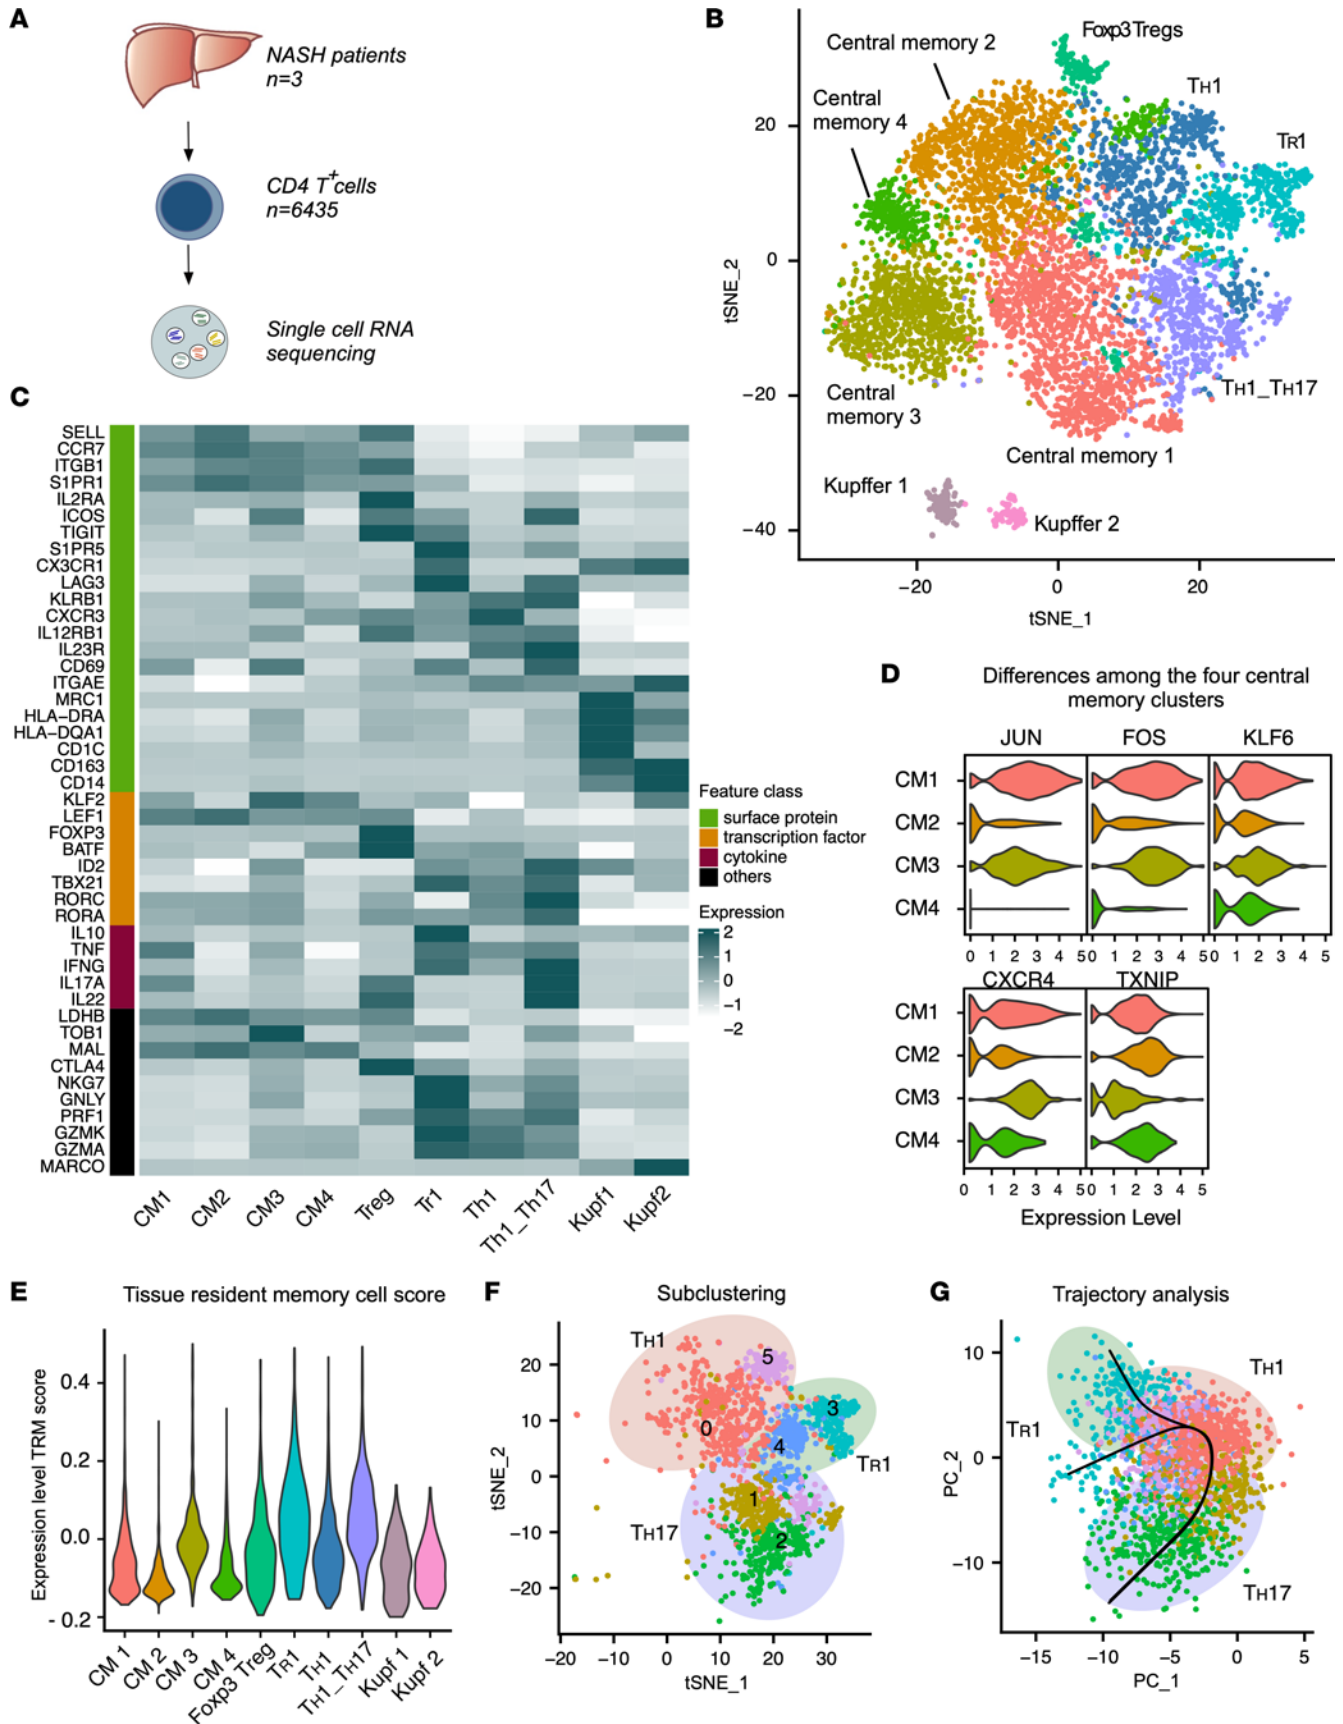 A
NASH patients
n=3
CD4 T+cells
n=6435
Single cell RNA
sequencing
B
Foxp3Tregs
Central memory 2
TH1
Central
memory 4
TR1
20
0
−20
−40
tSNE_2
Central
memory 3
TH1_TH17
Central memory 1
Kupffer 1
Kupffer 2
−20
0
20
tSNE_1
C
SELL
CCR7
ITGB1
S1PR1
IL2RA
ICOS
TIGIT
S1PR5
CX3CR1
LAG3
KLRB1
CXCR3
IL12RB1
IL23R
CD69
ITGAE
MRC1
HLA−DRA
HLA−DQA1
CD1C
CD163
CD14
KLF2
LEF1
FOXP3
BATF
ID2
TBX21
RORC
RORA
IL10
TNF
IFNG
IL17A
IL22
LDHB
TOB1
MAL
CTLA4
NKG7
GNLY
PRF1
GZMK
GZMA
MARCO
CM1
CM2
CM3
CM4
Treg
Tr1
Th1
Th1_Th17
Kupf1
Kupf2
Feature class
surface protein
transcription factor
cytokine
others
Expression
2
1
0
−1
−2
D
Differences among the four central
memory clusters
JUN
FOS
KLF6
CM1
CM2
CM3
CM4
0 1 2 3 4 5 0 1 2 3 4 5 0 1 2 3 4 5
CXCR4
TXNIP
CM1
CM2
CM3
CM4
0 1 2 3 4 5 0 1 2 3 4 5
Expression Level
E
Tissue resident memory cell score
Expression level TRM score
0.4
0.2
0.0
- 0.2
CM 1
CM 2
CM 3
CM 4
Foxp3 Treg
TR1
TH1
TH1_TH17
Kupf 1
Kupf 2
F
Subclustering
TH1
5
0
3
4
TR1
1
TH17
2
20
10
0
−10
−20
tSNE_2
−20
−10
0
10
20
30
tSNE_1
G
Trajectory analysis
TH1
TR1
TH17
10
0
−10
PC_2
−15
−10
−5
0
5
PC_1